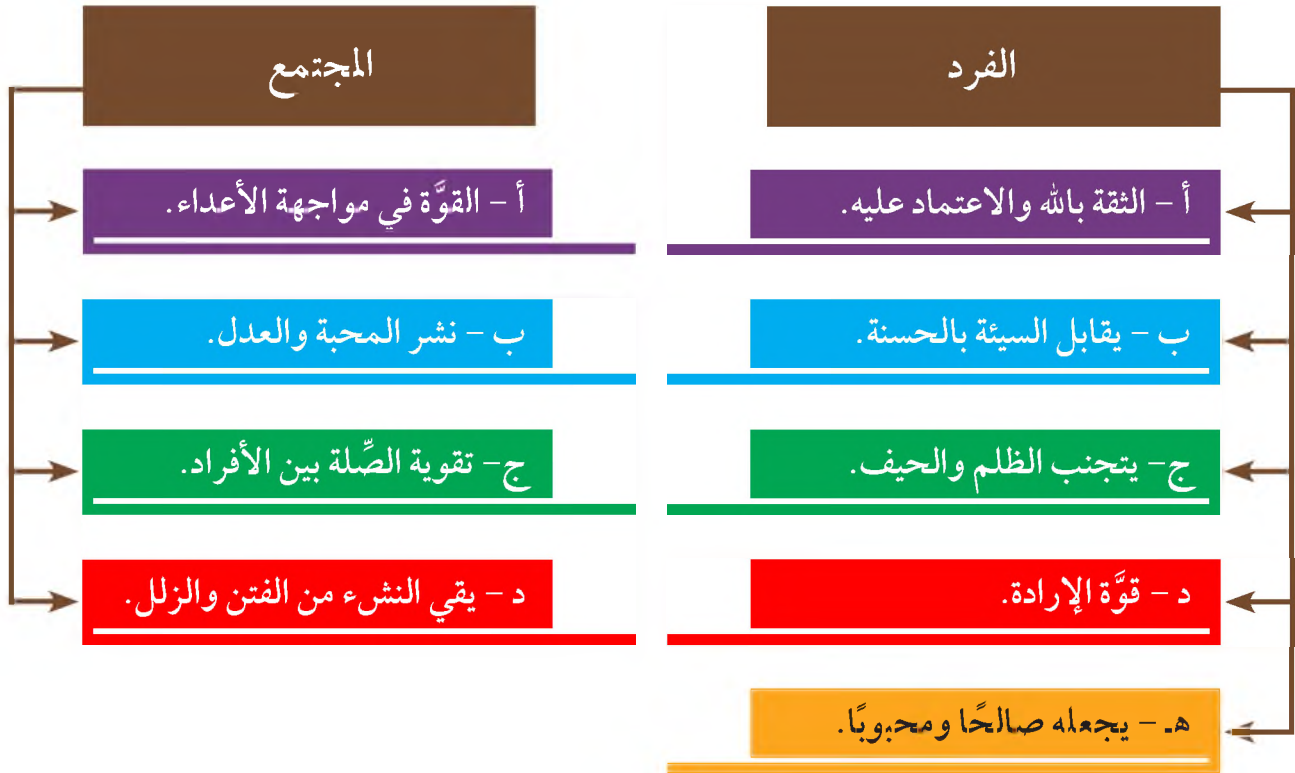 الفرد
أ – الثقة بالله والاعتماد عليه.
ب – يقابل السيئة بالحسنة.
ج – يتجنب الظلم والحيف.
د – قوَّة الإرادة.
هـ – يجعله صالحًا ومحبوبًا.
المجتمع
أ – القوَّة في مواجهة الأعداء.
ب – نشر المحبة والعدل.
ج – تقوية الصِّلة بين الأفراد.
د – يقي النشء من الفتن والزلل.